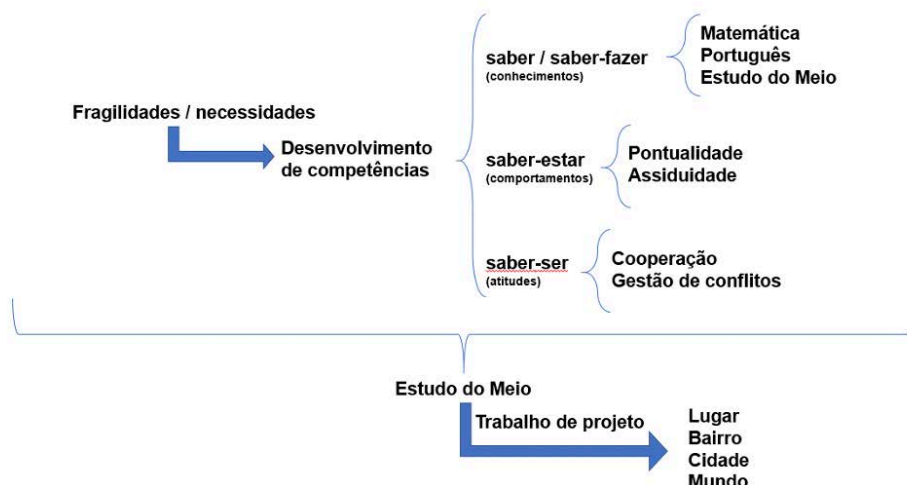 Fragilidades / necessidades
Desenvolvimento
de competências
saber / saber-fazer
(conhecimentos)
Matemática
Português
Estudo do Meio
saber-estar
(comportamentos)
Pontualidade
Assiduidade
saber-ser
(atitudes)
Cooperação
Gestão de conflitos
Estudo do Meio
Trabalho de projeto
Lugar
Bairro
Cidade
Mundo